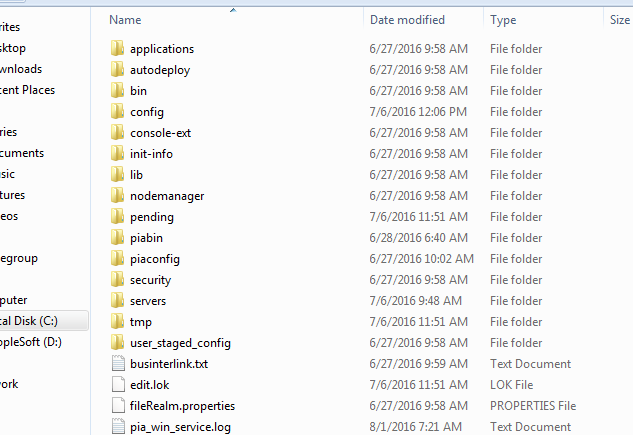 Name Date modified Type Size
rites applications 6/27/2016 9:58 AM File folder
sktop autodeploy 6/27/2016 9:58 AM File folder
wnloads bin 6/27/2016 9:58 AM File folder
cent Places config 7/6/2016 12:06 PM File folder
console-ext 6/27/2016 9:58 AM File folder
ries init-info 6/27/2016 9:58 AM File folder
cuments lib 6/27/2016 9:58 AM File folder
sic nodemanager 6/27/2016 9:58 AM File folder
tures pending 7/6/2016 11:51 AM File folder
eos piabin 6/28/2016 6:40 AM File folder
egroup piaconfig 6/27/2016 10:02 AM File folder
security 6/27/2016 9:58 AM File folder
puter servers 7/6/2016 9:48 AM File folder
cal Disk (C:) tmp 7/6/2016 11:51 AM File folder
opleSoft (D:) user_staged_config 6/27/2016 9:58 AM File folder
businterlink.txt 6/27/2016 9:59 AM Text Document
work edit.lok 7/6/2016 11:51 AM LOK File
fileRealm.properties 6/27/2016 9:58 AM PROPERTIES File
pia_win_service.log 8/1/2016 7:21 AM Text Document